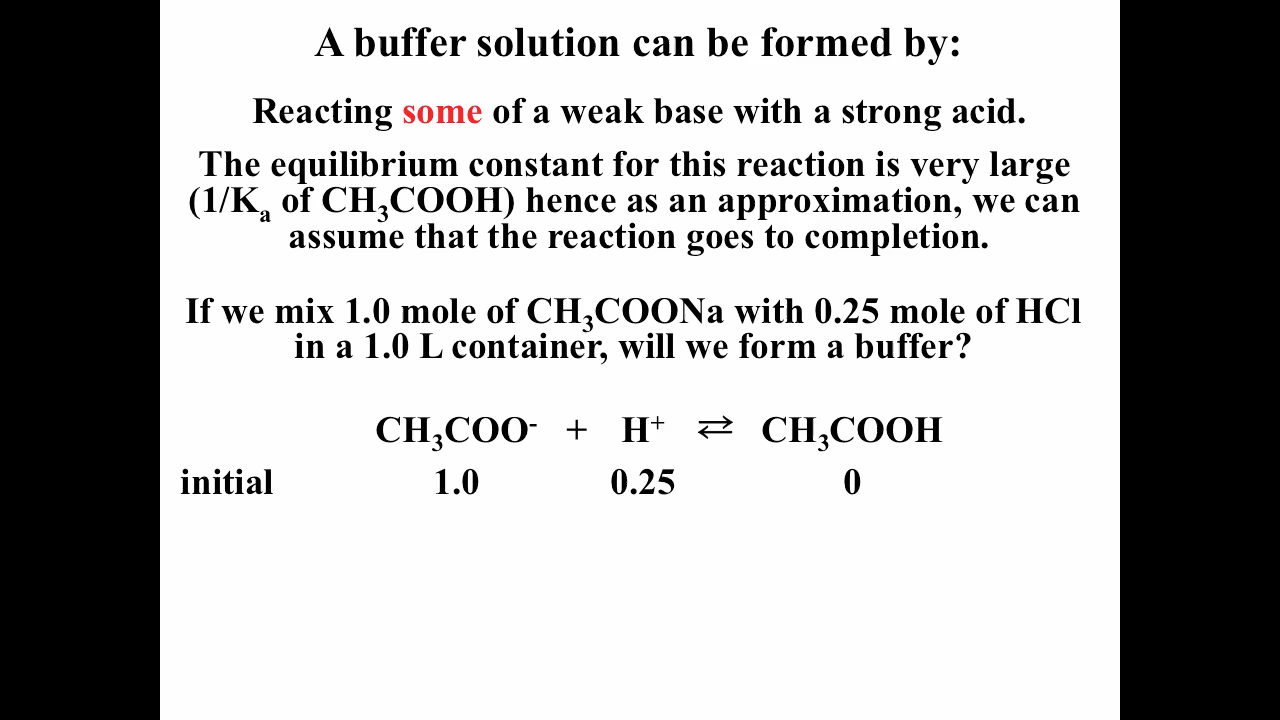 A buffer solution can be formed by:
Reacting some of a weak base with a strong acid.
The equilibrium constant for this reaction is very large
(1/Kₐ of CH₃COOH) hence as an approximation, we can
assume that the reaction goes to completion.
If we mix 1.0 mole of CH₃COONa with 0.25 mole of HCl
in a 1.0 L container, will we form a buffer?
CH₃COO⁻ + H⁺ ⇄ CH₃COOH
initial 1.0 0.25 0